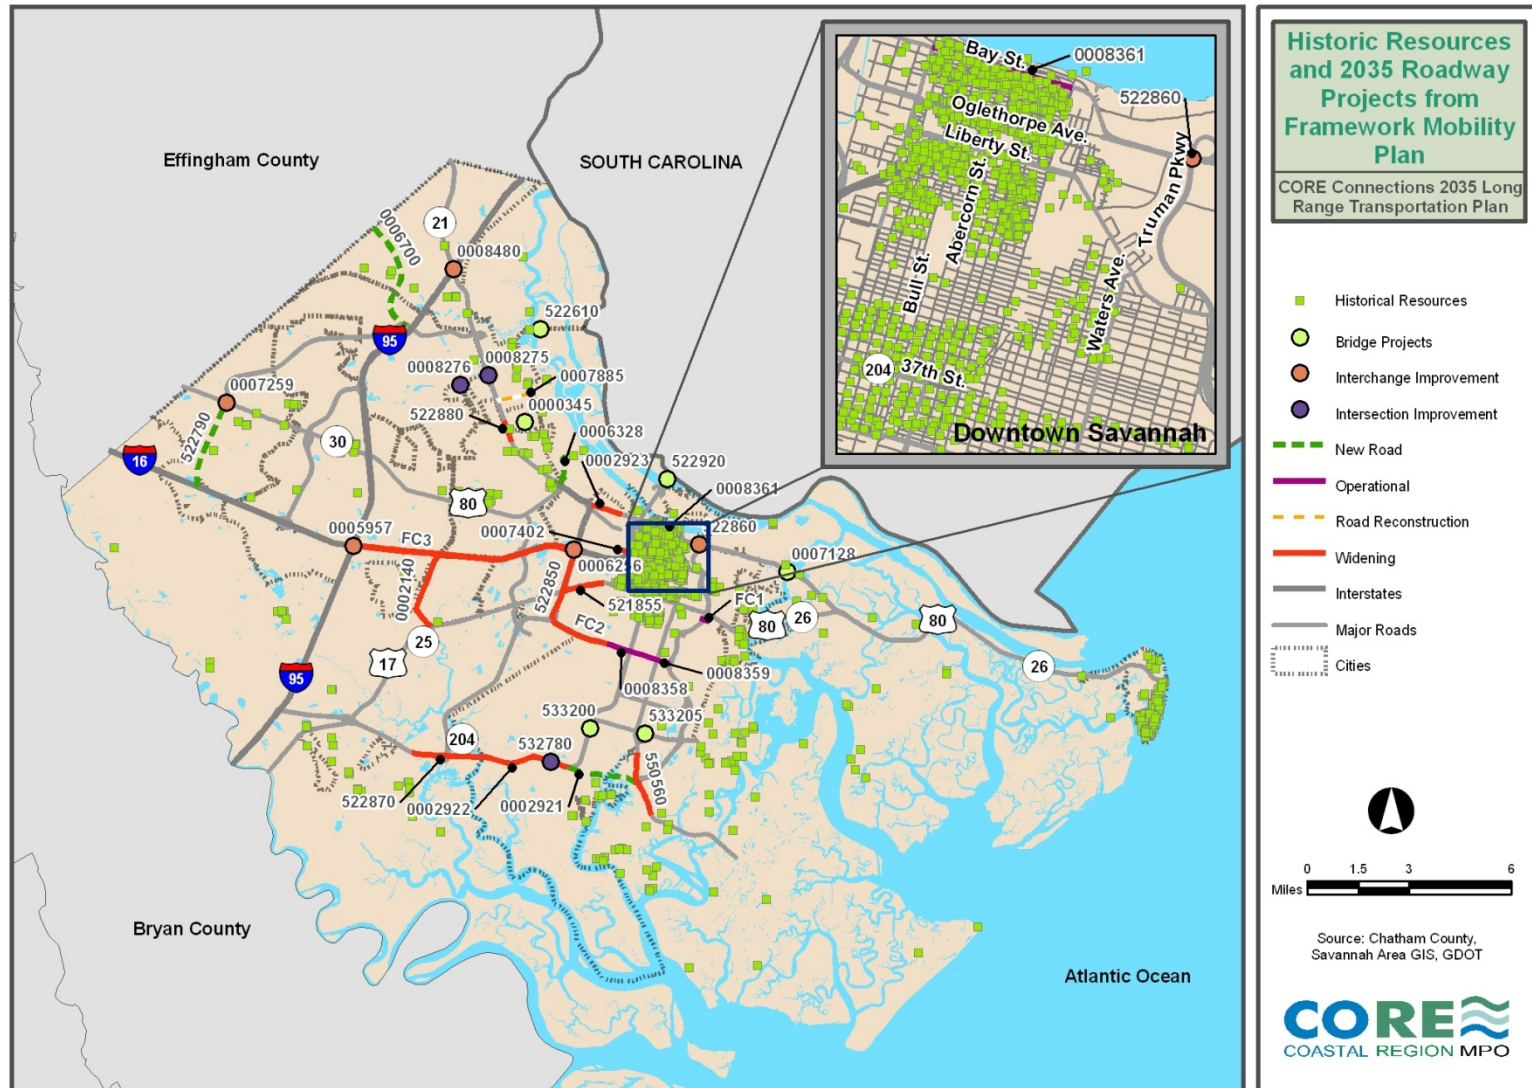 Historic Resources
and 2035 Roadway
Projects from
Framework Mobility
Plan
CORE Connections 2035 Long
Range Transportation Plan
Historical Resources
Bridge Projects
Interchange Improvement
Intersection Improvement
New Road
Operational
Road Reconstruction
Widening
Interstates
Major Roads
Cities
0 1.5 3 6
Miles
Source: Chatham County,
Savannah Area GIS, GDOT
CORE
COASTAL REGION MPO
Bay St.
0008361
522860
Oglethorpe Ave.
Liberty St.
Abercorn St.
Truman Pkwy
Bull St.
Waters Ave.
204
37th St.
Downtown Savannah
Effingham County
SOUTH CAROLINA
0006700
21
0008480
522610
95
0008276
0008275
0007885
0007259
0000345
522880
522790
30
0006328
16
0002923
522920
80
0008361
0007402
22860
0005957
FC3
0006256
0007128
0002140
522850
521855
FC1
80
26
80
25
FC2
17
26
0008359
0008358
95
533200
533205
204
532780
550560
522870
0002922
0002921
Bryan County
Atlantic Ocean